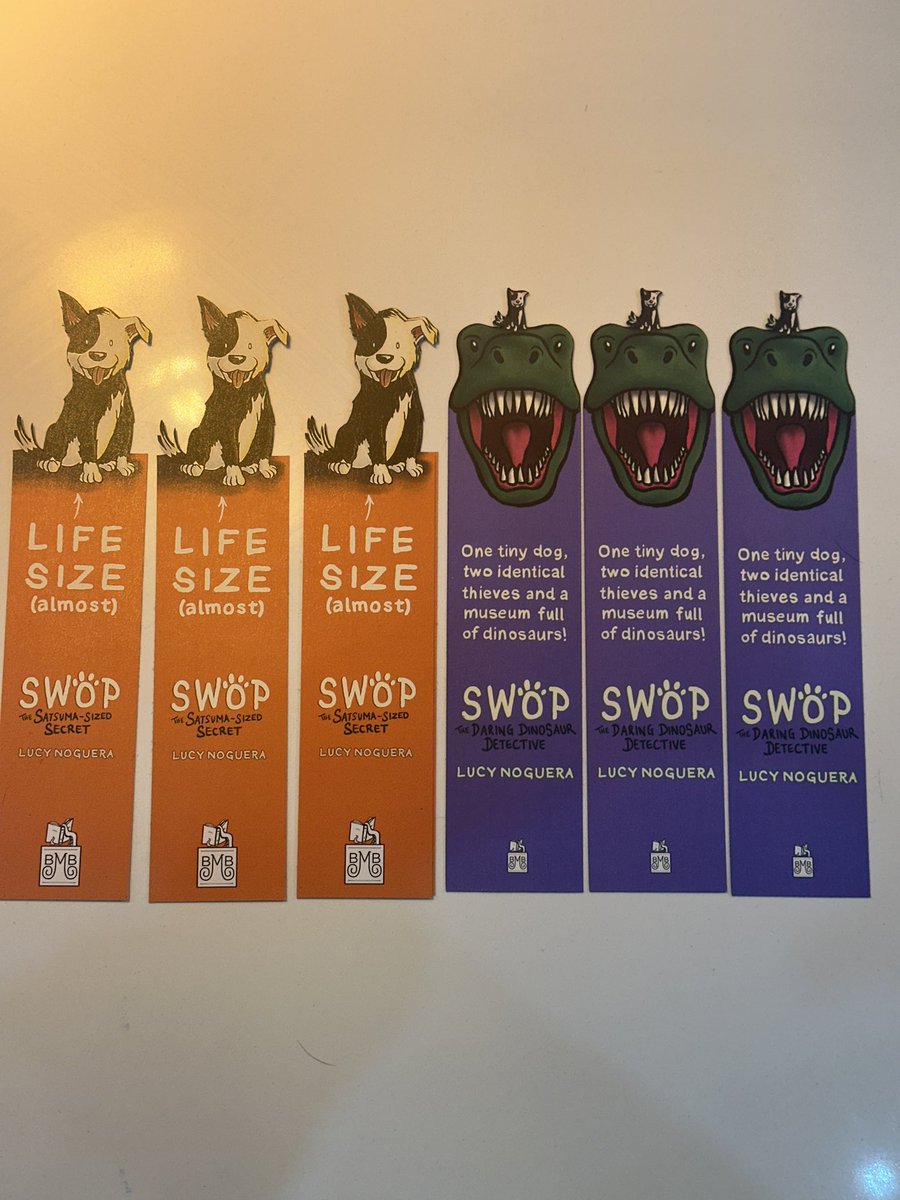 LIFE
SIZE
(almost)
SWOP
THE SATSUMA-SIZED
SECRET
LUCY NOGUERA
BMB
LIFE
SIZE
(almost)
SWOP
THE SATSUMA-SIZED
SECRET
LUCY NOGUERA
BMB
LIFE
SIZE
(almost)
SWOP
THE SATSUMA-SIZED
SECRET
LUCY NOGUERA
BMB
One tiny dog,
two identical
thieves and a
museum full
of dinosaurs!
SWOP
THE DARING DINOSAUR
DETECTIVE
LUCY NOGUERA
BMB
One tiny dog,
two identical
thieves and a
museum full
of dinosaurs!
SWOP
THE DARING DINOSAUR
DETECTIVE
LUCY NOGUERA
BMB
One tiny dog,
two identical
thieves and a
museum full
of dinosaurs!
SWOP
THE DARING DINOSAUR
DETECTIVE
LUCY NOGUERA
BMB